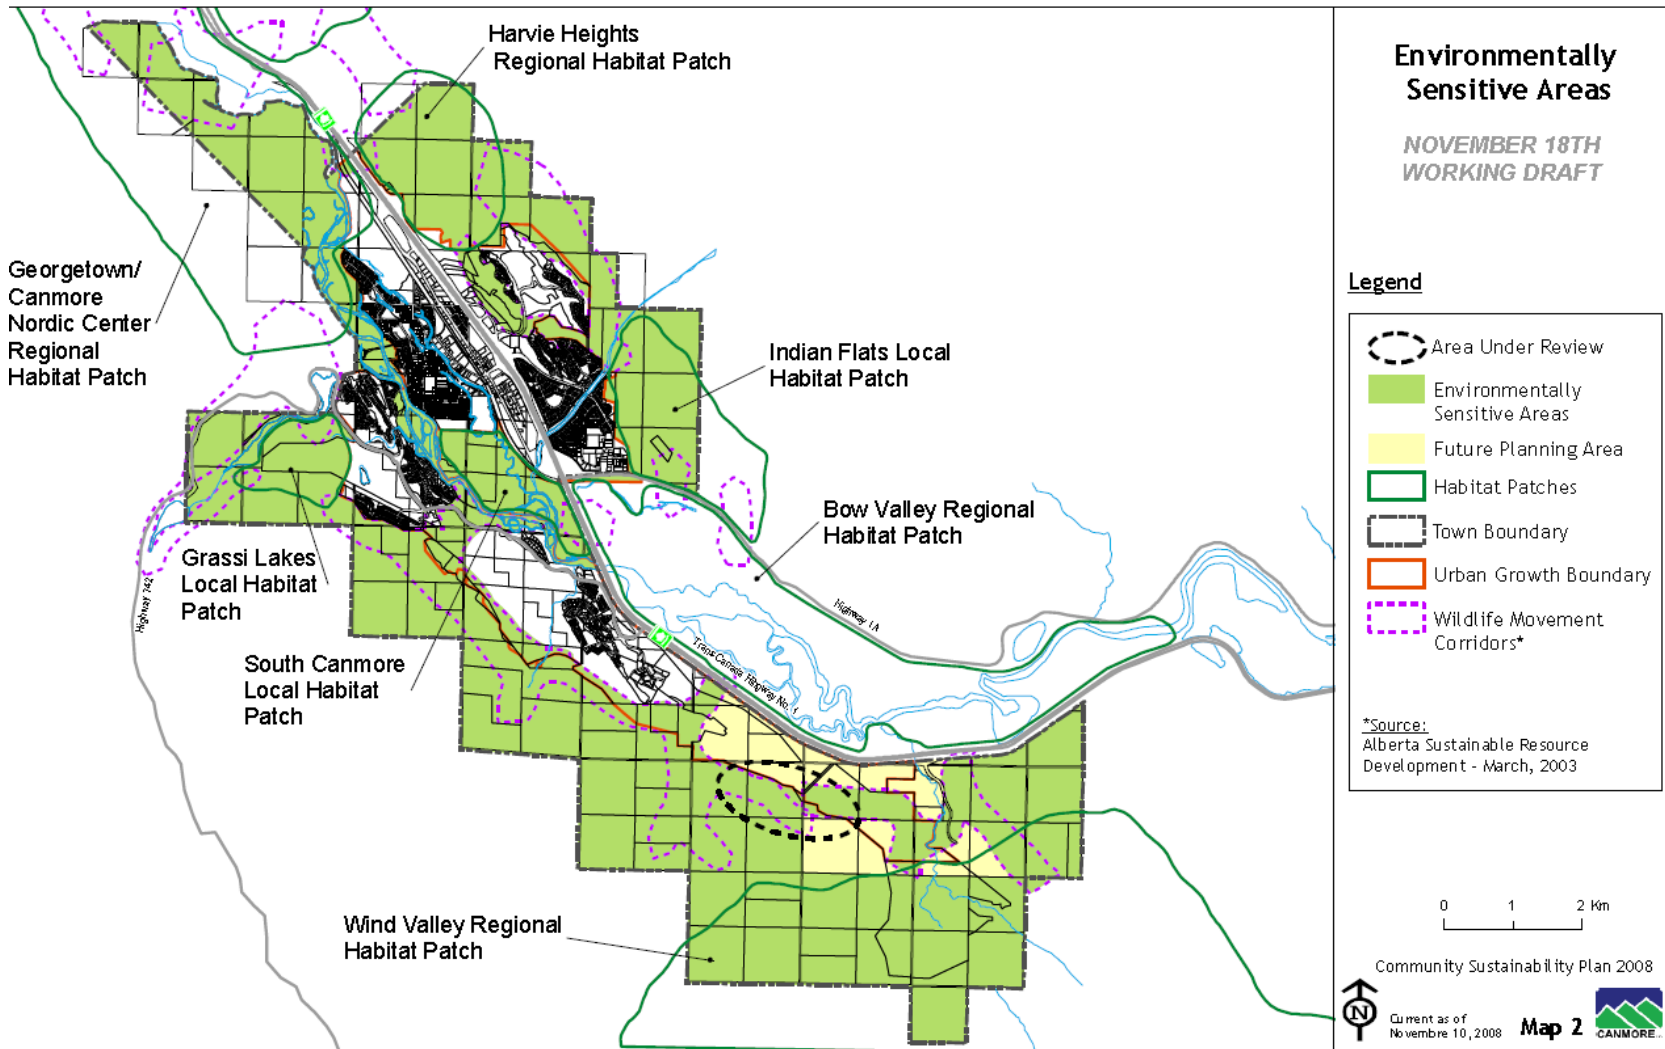 Harvie Heights
Regional Habitat Patch
Georgetown/
Canmore
Nordic Center
Regional
Habitat Patch
Indian Flats Local
Habitat Patch
Bow Valley Regional
Habitat Patch
Grassi Lakes
Local Habitat
Patch
South Canmore
Local Habitat
Patch
Wind Valley Regional
Habitat Patch
Highway 742
Highway 1A
Trans Canada Highway No. 1
Environmentally
Sensitive Areas
NOVEMBER 18TH
WORKING DRAFT
Legend
Area Under Review
Environmentally
Sensitive Areas
Future Planning Area
Habitat Patches
Town Boundary
Urban Growth Boundary
Wildlife Movement
Corridors*
*Source:
Alberta Sustainable Resource
Development - March, 2003
0 1 2 Km
Community Sustainability Plan 2008
N
Current as of
Novembre 10, 2008
Map 2
CANMORE